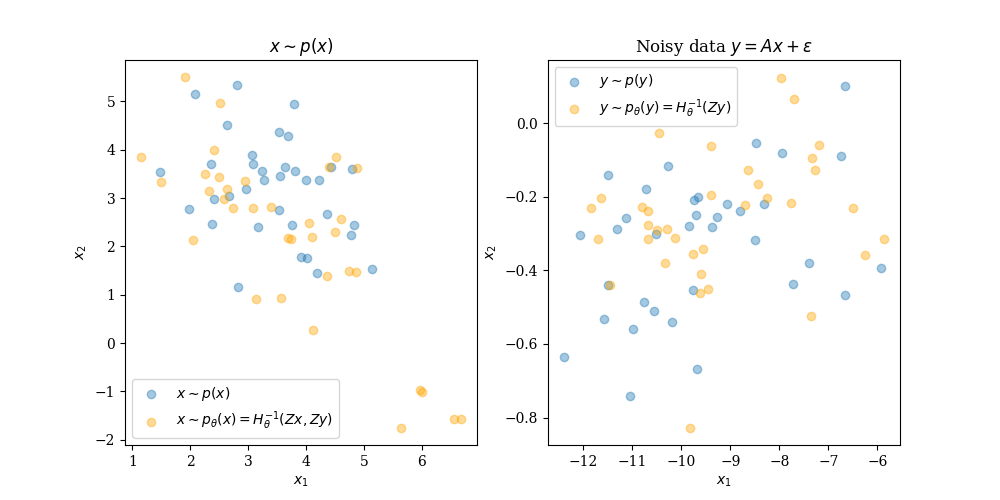 x ∼ p(x)
5
4
3
2
1
0
−1
−2
x₂
x ∼ p(x)
x ∼ p_θ(x) = H_θ^{−1}(Zx, Zy)
1 2 3 4 5 6
x₁
Noisy data y = Ax + ε
y ∼ p(y)
y ∼ p_θ(y) = H_θ^{−1}(Zy)
0.0
−0.2
−0.4
−0.6
−0.8
x₂
−12 −11 −10 −9 −8 −7 −6
x₁